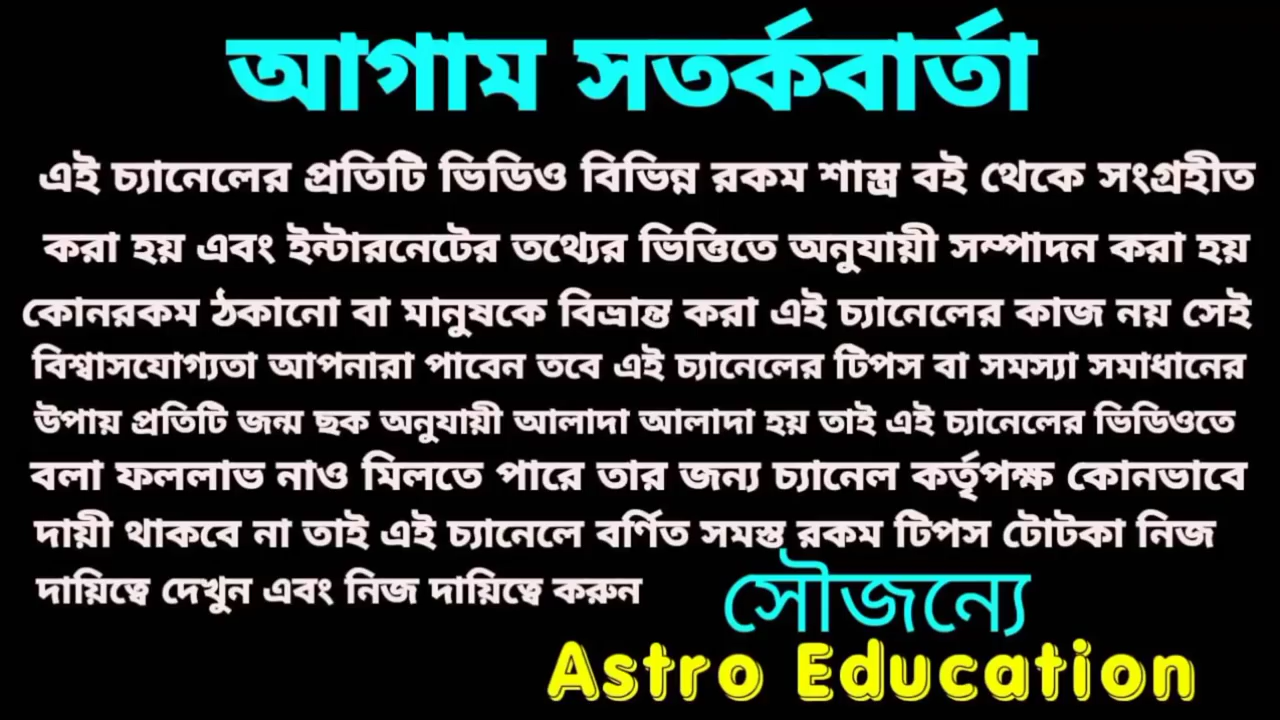 আগাম সতর্কবার্তা
এই চ্যানেলের প্রতিটি ভিডিও বিভিন্ন রকম শাস্ত্র বই থেকে সংগ্রহীত
করা হয় এবং ইন্টারনেটের তথ্যের ভিত্তিতে অনুযায়ী সম্পাদন করা হয়
কোনরকম ঠকানো বা মানুষকে বিভ্রান্ত করা এই চ্যানেলের কাজ নয় সেই
বিশ্বাসযোগ্যতা আপনারা পাবেন তবে এই চ্যানেলের টিপস বা সমস্যা সমাধানের
উপায় প্রতিটি জন্ম ছক অনুযায়ী আলাদা আলাদা হয় তাই এই চ্যানেলের ভিডিওতে
বলা ফললাভ নাও মিলতে পারে তার জন্য চ্যানেল কর্তৃপক্ষ কোনভাবে
দায়ী থাকবে না তাই এই চ্যানেলে বর্ণিত সমস্ত রকম টিপস টোটকা নিজ
দায়িত্বে দেখুন এবং নিজ দায়িত্বে করুন
সৌজন্যে
Astro Education